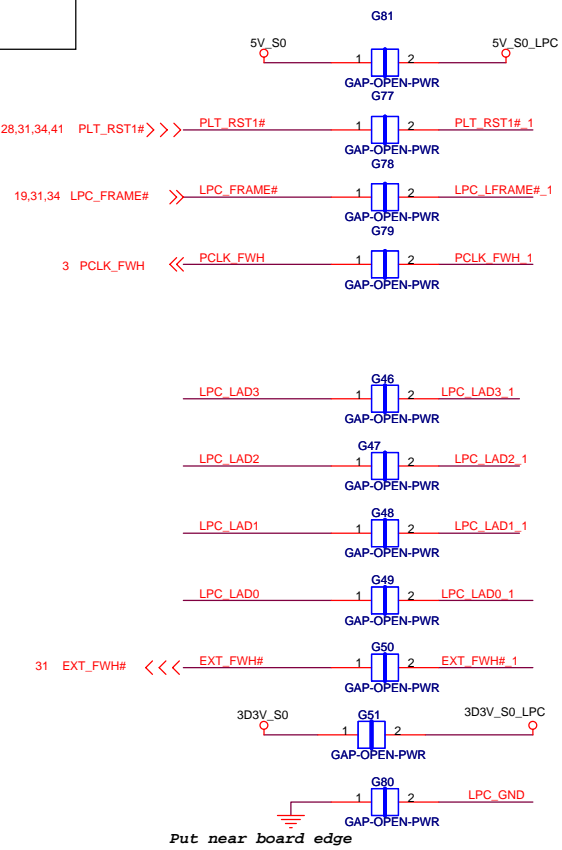 G81
5V_S0 5V_S0_LPC
1 2
GAP-OPEN-PWR
G77
28,31,34,41 PLT_RST1# PLT_RST1# 1 2 PLT_RST1#_1
GAP-OPEN-PWR
G78
19,31,34 LPC_FRAME# LPC_FRAME# 1 2 LPC_LFRAME#_1
GAP-OPEN-PWR
G79
3 PCLK_FWH PCLK_FWH 1 2 PCLK_FWH_1
GAP-OPEN-PWR
G46
LPC_LAD3 1 2 LPC_LAD3_1
GAP-OPEN-PWR
G47
LPC_LAD2 1 2 LPC_LAD2_1
GAP-OPEN-PWR
G48
LPC_LAD1 1 2 LPC_LAD1_1
GAP-OPEN-PWR
G49
LPC_LAD0 1 2 LPC_LAD0_1
GAP-OPEN-PWR
G50
31 EXT_FWH# EXT_FWH# 1 2 EXT_FWH#_1
GAP-OPEN-PWR
3D3V_S0 G51 3D3V_S0_LPC
1 2
GAP-OPEN-PWR
G80
1 2 LPC_GND
GAP-OPEN-PWR
Put near board edge